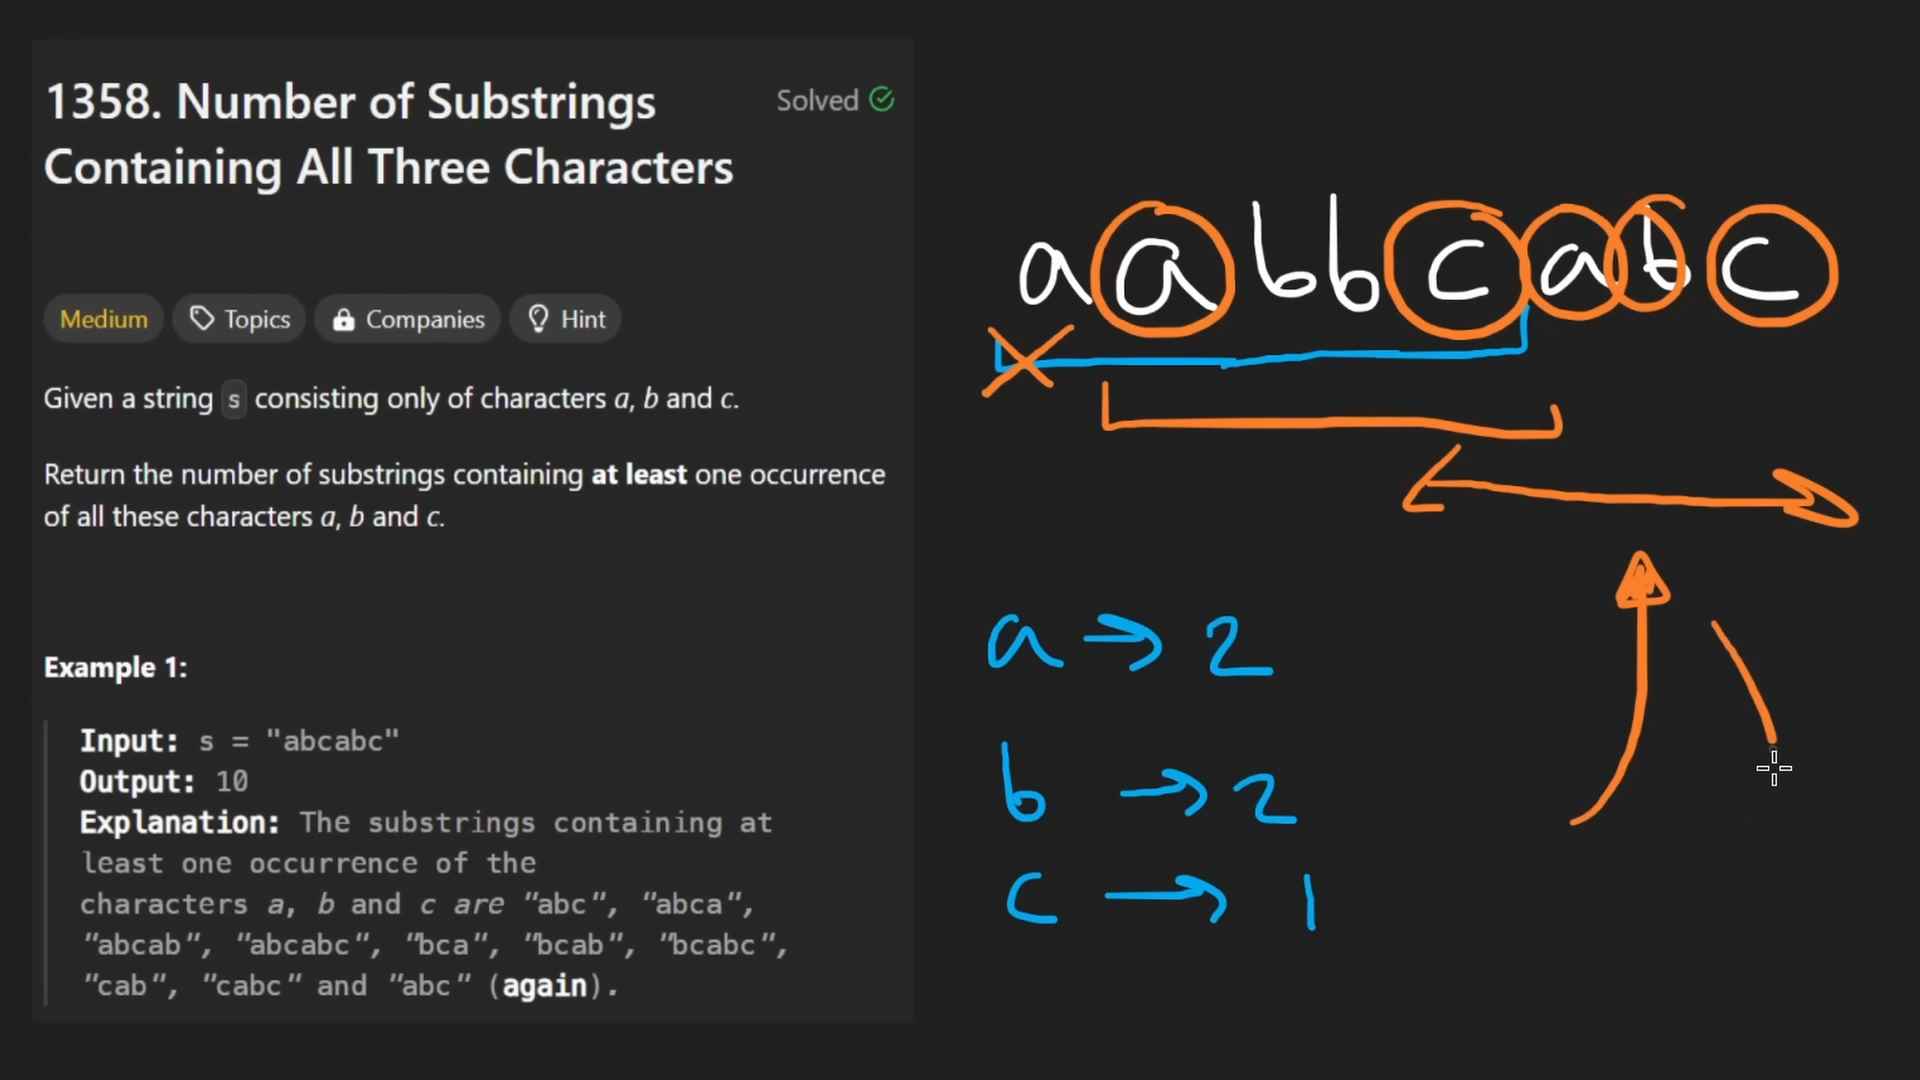 1358. Number of Substrings
Containing All Three Characters
Solved
Medium
Topics
Companies
Hint
Given a string s consisting only of characters a, b and c.
Return the number of substrings containing at least one occurrence
of all these characters a, b and c.
Example 1:
Input: s = "abcabc"
Output: 10
Explanation: The substrings containing at
least one occurrence of the
characters a, b and c are "abc", "abca",
"abcab", "abcabc", "bca", "bcab", "bcabc",
"cab", "cabc" and "abc" (again).
aabbcabc
a → 2
b → 2
c → 1